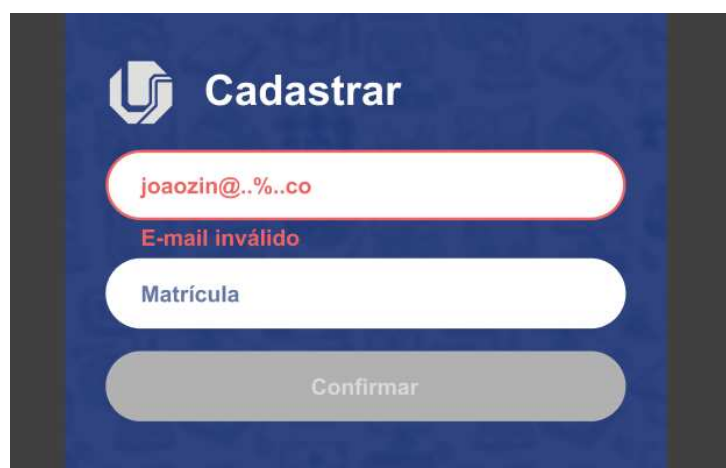 Cadastrar
joaozin@..%..co
E-mail inválido
Matrícula
Confirmar